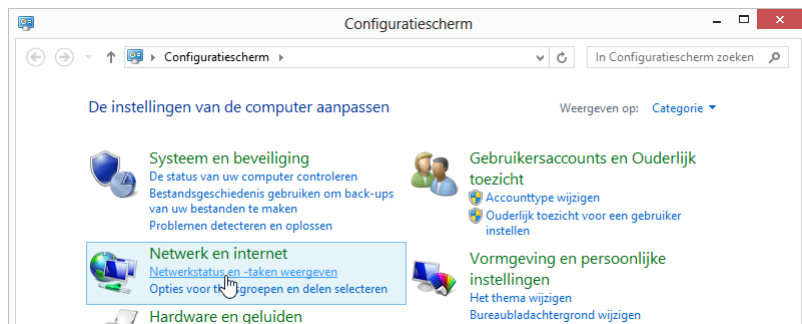 Configuratiescherm
Configuratiescherm
In Configuratiescherm zoeken
De instellingen van de computer aanpassen
Weergeven op: Categorie
Systeem en beveiliging
De status van uw computer controleren
Bestandsgeschiedenis gebruiken om back-ups
van uw bestanden te maken
Problemen detecteren en oplossen
Netwerk en internet
Netwerkstatus en -taken weergeven
Opties voor en delen selecteren
Hardware en geluiden
Gebruikersaccounts en Ouderlijk
toezicht
Accounttype wijzigen
Ouderlijk toezicht voor een gebruiker
instellen
Vormgeving en persoonlijke
instellingen
Het thema wijzigen
Bureaubladachtergrond wijzigen